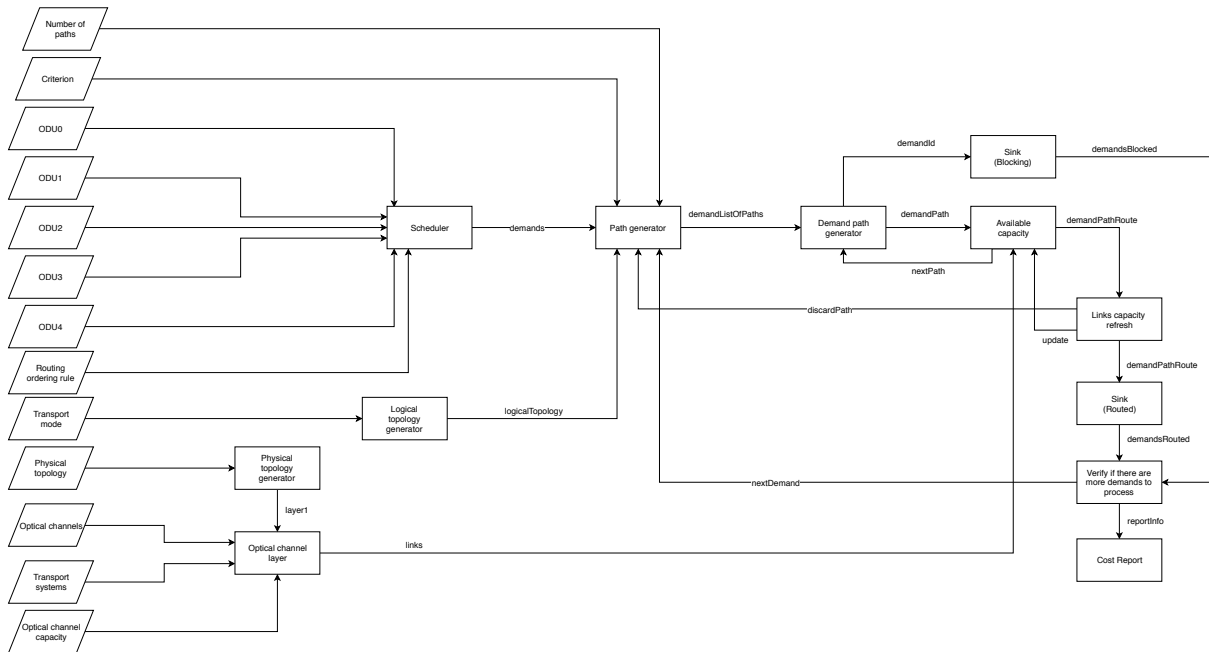 Number of
paths
Criterion
ODU0
demandId
Sink
(Blocking)
demandsBlocked
ODU1
ODU2
Scheduler
demands
Path generator
demandListOfPaths
Demand path
generator
demandPath
Available
capacity
demandPathRoute
nextPath
ODU3
discardPath
Links capacity
refresh
update
ODU4
Routing
ordering rule
demandPathRoute
Sink
(Routed)
Transport
mode
Logical
topology
generator
logicalTopology
demandsRouted
Physical
topology
Physical
topology
generator
nextDemand
Verify if there are
more demands to
process
layer1
reportInfo
Optical channels
Optical channel
layer
links
Cost Report
Transport
systems
Optical channel
capacity